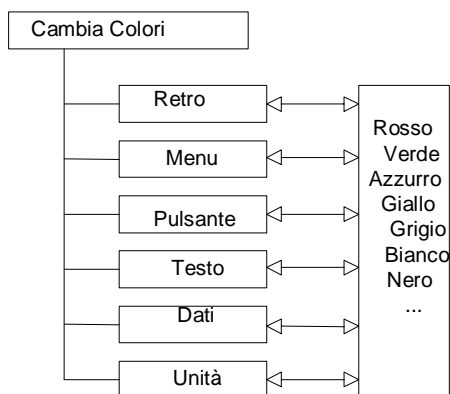 Cambia Colori
Retro
Menu
Pulsante
Testo
Dati
Unità
Rosso
Verde
Azzurro
Giallo
Grigio
Bianco
Nero
...